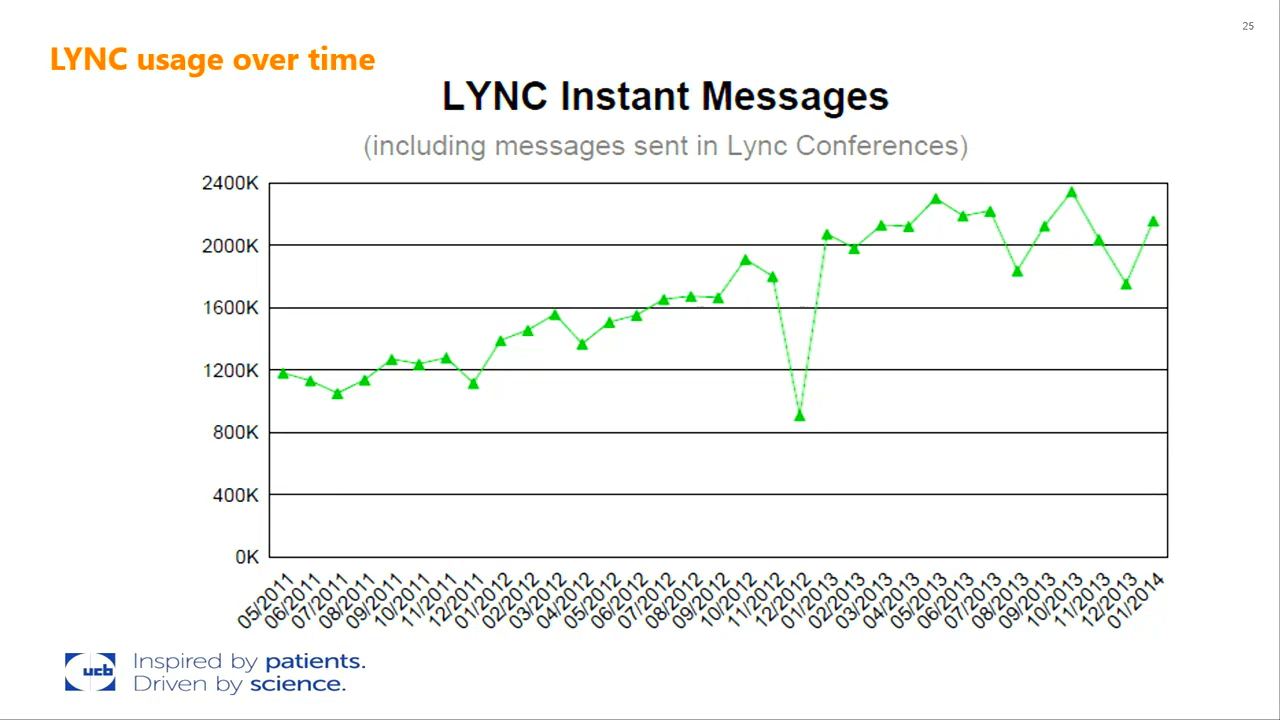 25
LYNC usage over time
LYNC Instant Messages
(including messages sent in Lync Conferences)
2400K
2000K
1600K
1200K
800K
400K
0K
05/2011
06/2011
07/2011
08/2011
09/2011
10/2011
11/2011
12/2011
01/2012
02/2012
03/2012
04/2012
05/2012
06/2012
07/2012
08/2012
09/2012
10/2012
11/2012
12/2012
01/2013
02/2013
03/2013
04/2013
05/2013
06/2013
07/2013
08/2013
09/2013
10/2013
11/2013
12/2013
01/2014
ucb
Inspired by patients.
Driven by science.